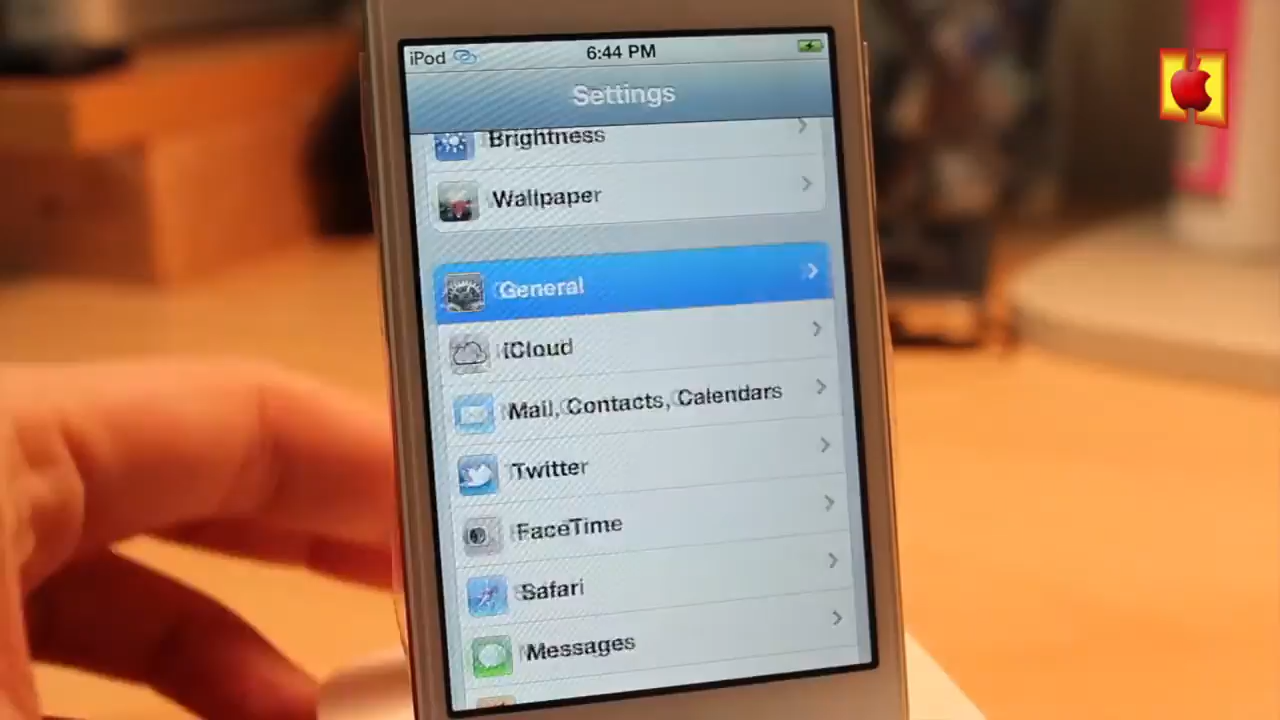 iPod 6:44 PM
Settings
Brightness
Wallpaper
General
iCloud
Mail, Contacts, Calendars
Twitter
FaceTime
Safari
Messages